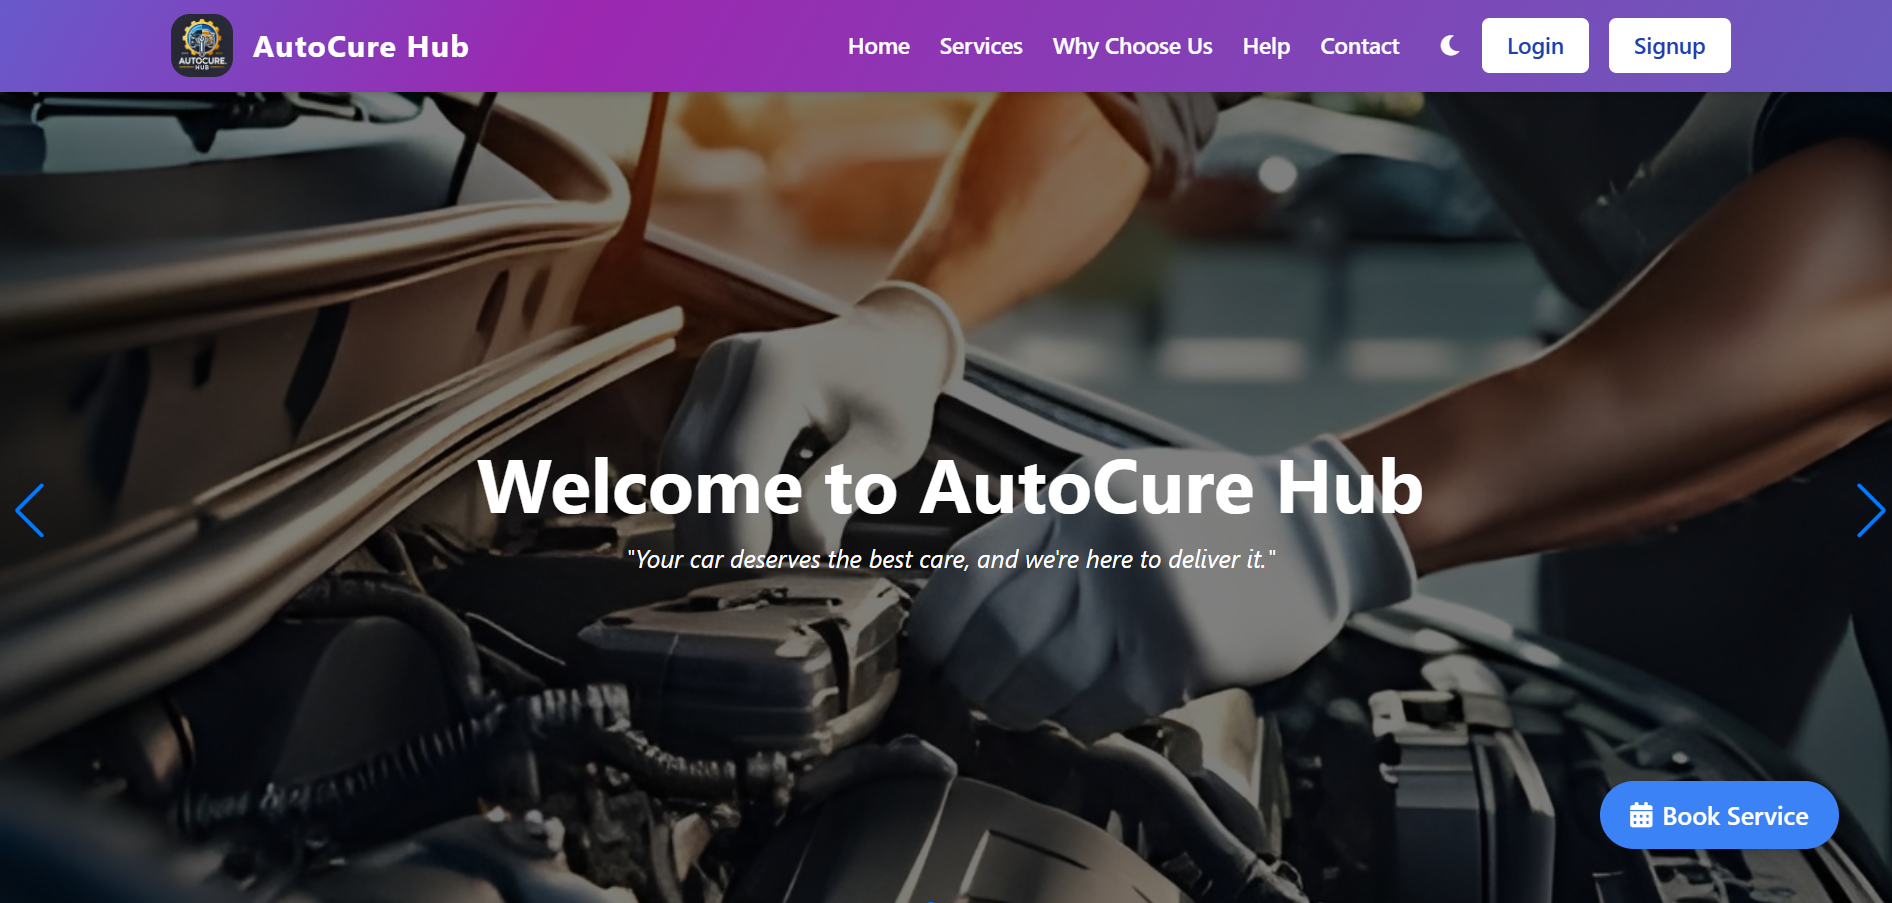 AUTOCURE
HUB
AutoCure Hub
Home
Services
Why Choose Us
Help
Contact
Login
Signup
Welcome to AutoCure Hub
"Your car deserves the best care, and we're here to deliver it."
Book Service